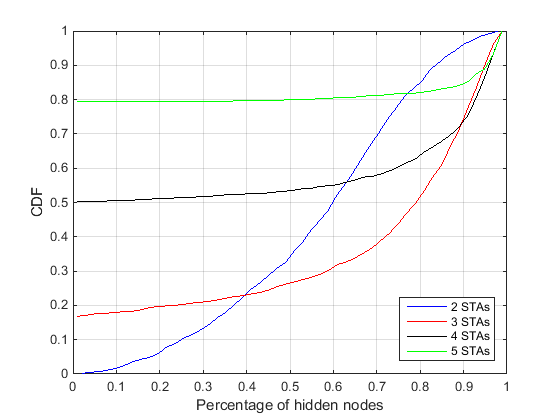 1
0.9
0.8
0.7
0.6
0.5
0.4
0.3
0.2
0.1
0
CDF
2 STAs
3 STAs
4 STAs
5 STAs
0 0.1 0.2 0.3 0.4 0.5 0.6 0.7 0.8 0.9 1
Percentage of hidden nodes